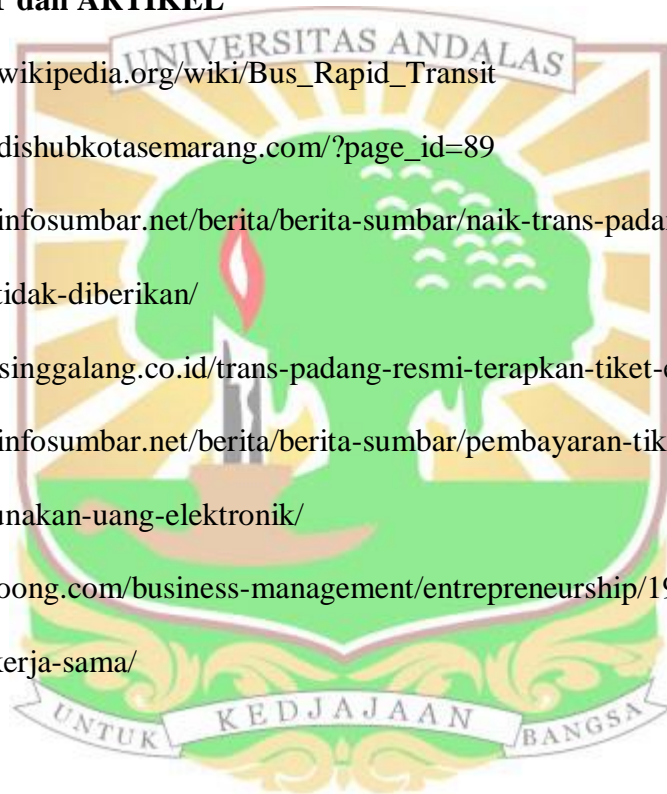 dan ARTIKEL
UNIVERSITAS ANDALAS
wikipedia.org/wiki/Bus_Rapid_Transit
dishubkotasemarang.com/?page_id=89
infosumbar.net/berita/berita-sumbar/naik-trans-pada
tidak-diberikan/
singgalang.co.id/trans-padang-resmi-terapkan-tiket-
infosumbar.net/berita/berita-sumbar/pembayaran-tik
unakan-uang-elektronik/
oong.com/business-management/entrepreneurship/19
kerja-sama/
UNTUK KEDJAJAAN BANGSA